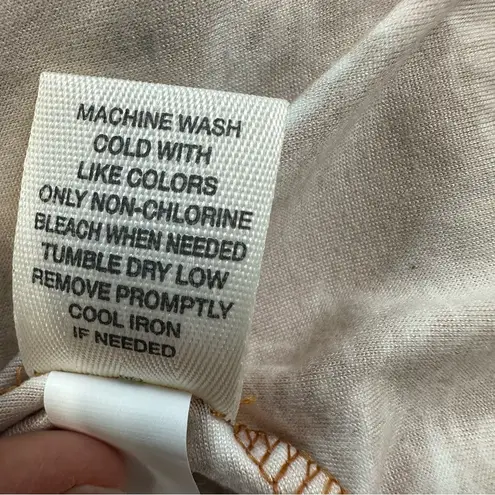 MACHINE WASH
COLD WITH
LIKE COLORS
ONLY NON-CHLORINE
BLEACH WHEN NEEDED
TUMBLE DRY LOW
REMOVE PROMPTLY
COOL IRON
IF NEEDED